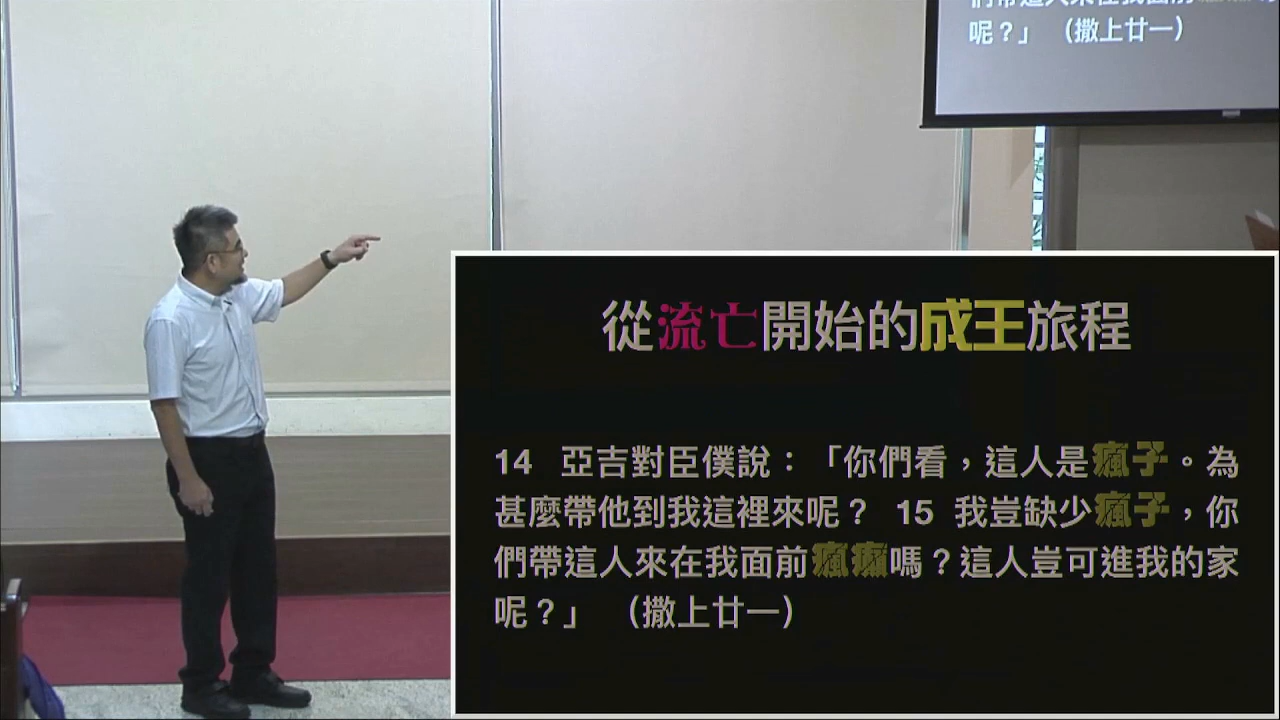 呢？」 （撒上廿一）
從流亡開始的成王旅程
14 亞吉對臣僕說：「你們看，這人是瘋子。為
甚麼帶他到我這裡來呢？ 15 我豈缺少瘋子，你
們帶這人來在我面前瘋癲嗎？這人豈可進我的家
呢？」 （撒上廿一）